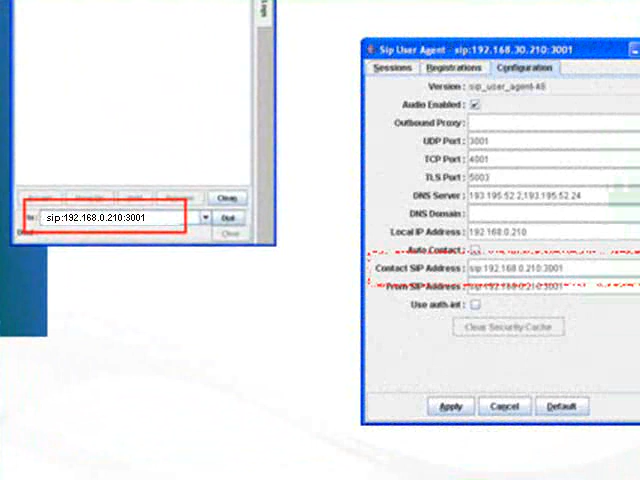 Clean
To: sip:192.168.0.210:3001
Dial
Clear
Sip User Agent - sip:192.168.30.210:3001
Sessions Registrations Configuration
Version : sip_user_agent-48
Audio Enabled :
Outbound Proxy :
UDP Port : 3001
TCP Port : 4001
TLS Port : 5003
DNS Server : 193.195.52.2,193.195.52.24
DNS Domain :
Local IP Address : 192.168.0.210
Auto Contact :
Contact SIP Address : sip:192.168.0.210:3001
From SIP Address : sip:192.168.0.210:3001
Use auth-int :
Clear Security Cache
Apply Cancel Default